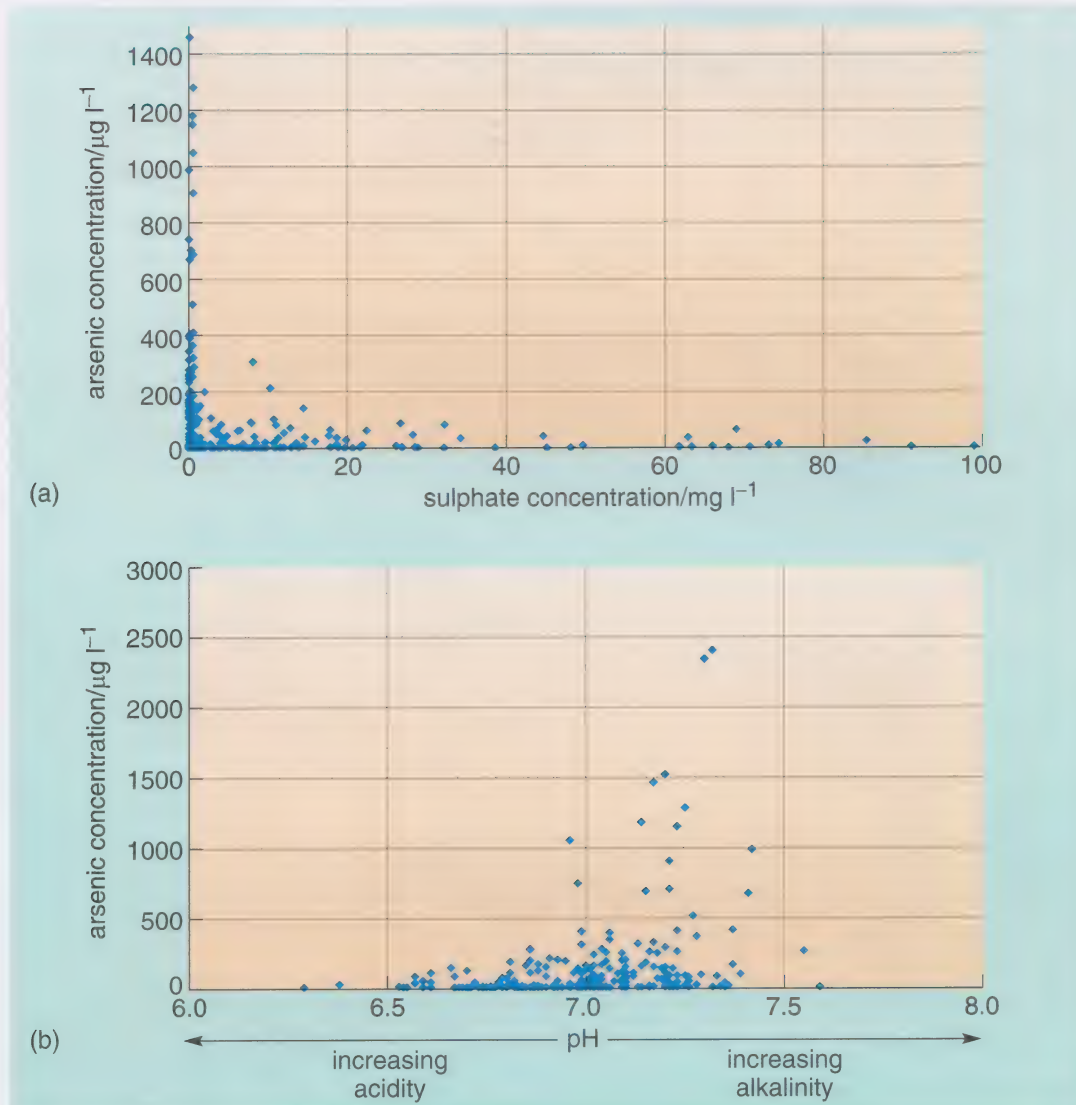 1400
1200
1000
800
600
400
200
0
arsenic concentration/μg l⁻¹
0 20 40 60 80 100
sulphate concentration/mg l⁻¹
(a)
3000
2500
2000
1500
1000
500
0
arsenic concentration/μg l⁻¹
6.0 6.5 7.0 7.5 8.0
pH
increasing
acidity
increasing
alkalinity
(b)